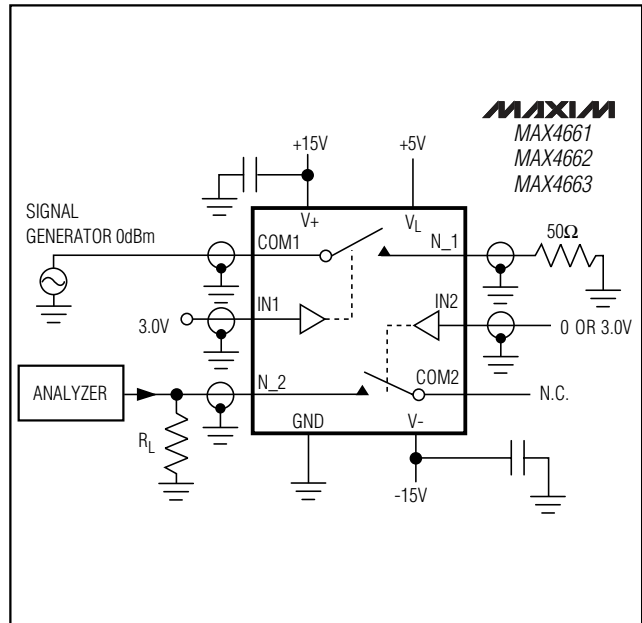 MAXIM
MAX4661
MAX4662
MAX4663
+15V
+5V
SIGNAL
GENERATOR 0dBm
V+
VL
COM1
N_1
50Ω
IN1
IN2
3.0V
0 OR 3.0V
ANALYZER
N_2
COM2
N.C.
RL
GND
V-
-15V